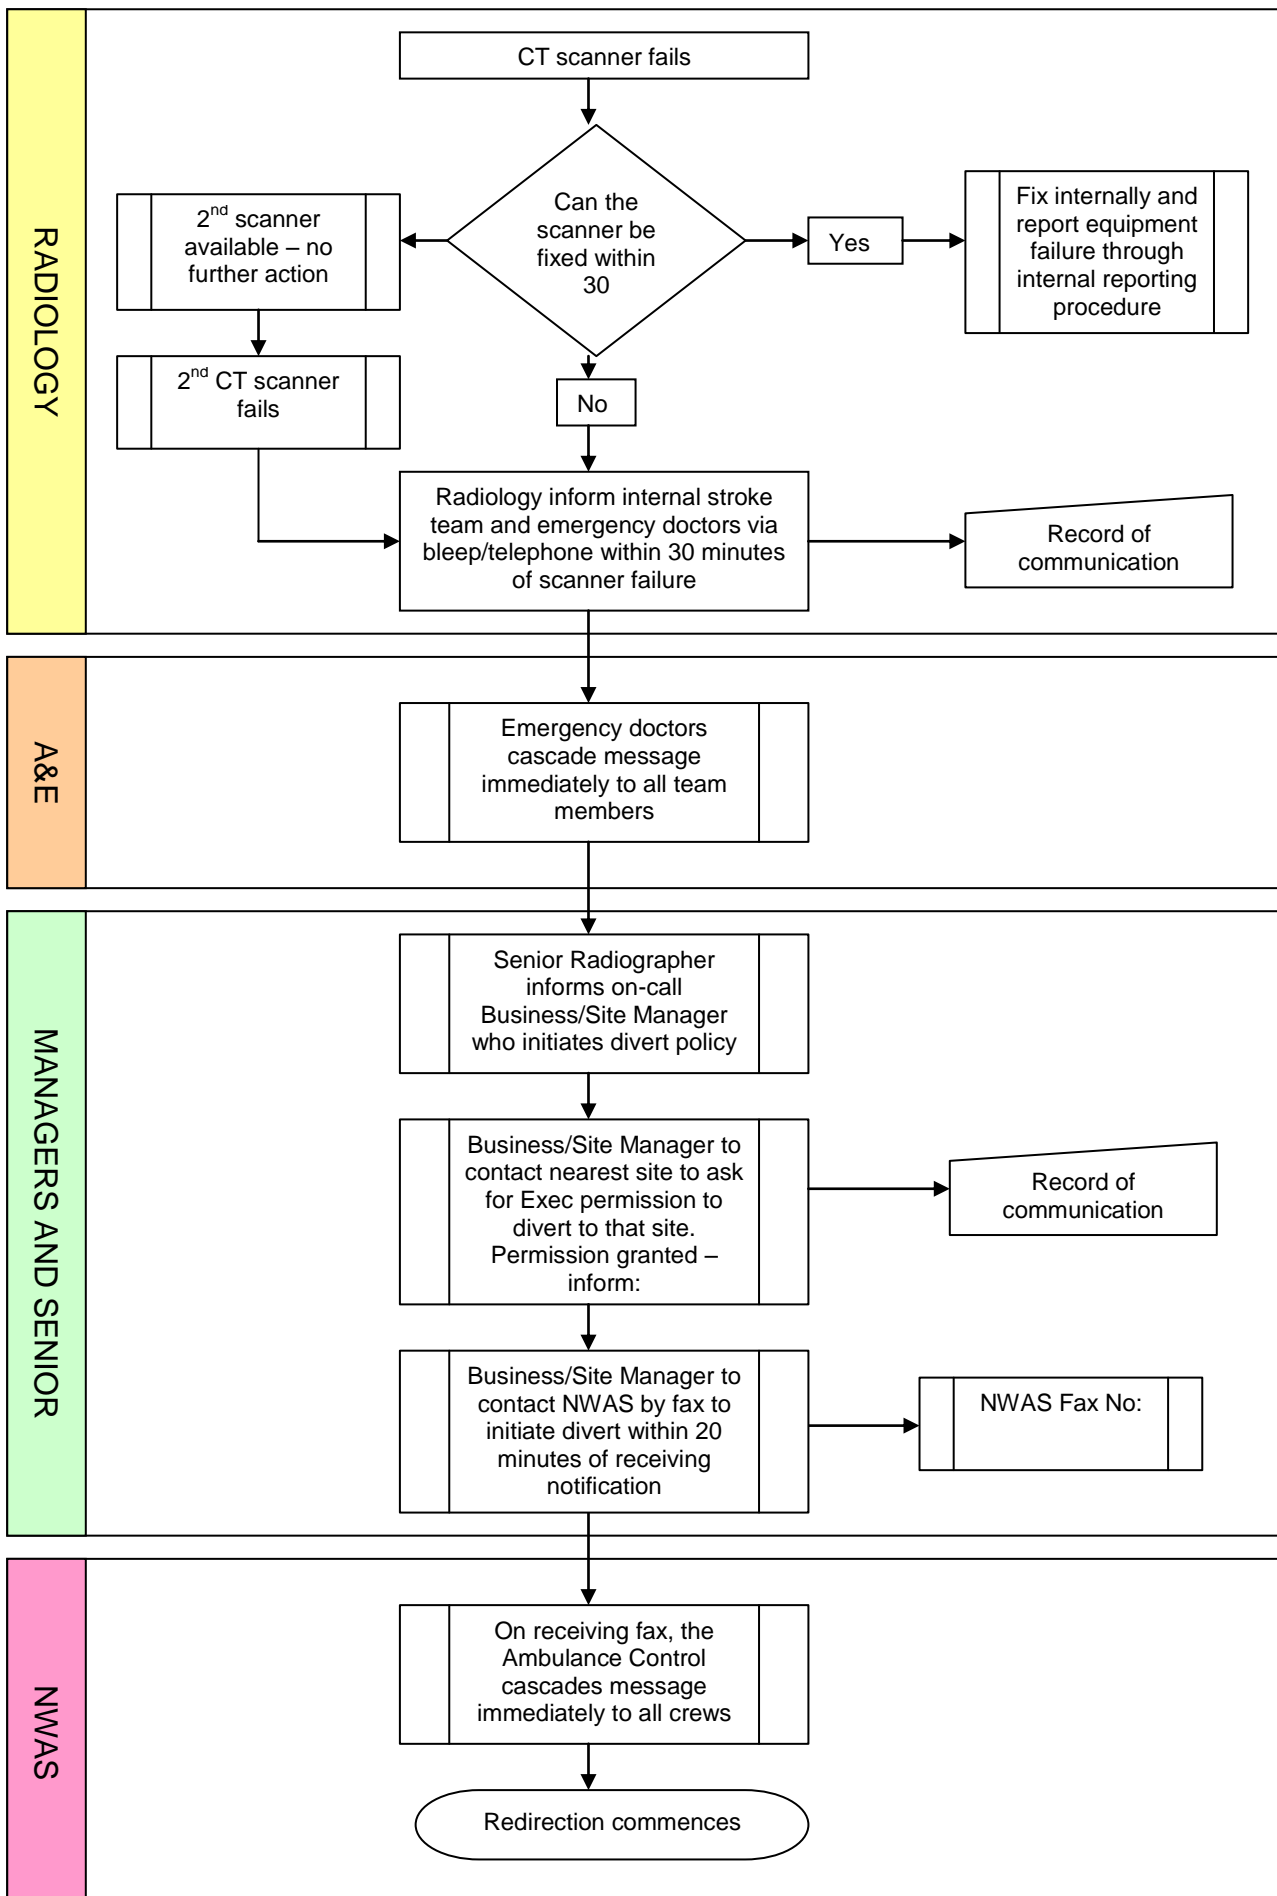 RADIOLOGY
CT scanner fails
Can the
scanner be
fixed within
30
2nd scanner
available – no
further action
Yes
Fix internally and
report equipment
failure through
internal reporting
procedure
2nd CT scanner
fails
No
Radiology inform internal stroke
team and emergency doctors via
bleep/telephone within 30 minutes
of scanner failure
Record of
communication
A&E
Emergency doctors
cascade message
immediately to all team
members
MANAGERS AND SENIOR
Senior Radiographer
informs on-call
Business/Site Manager
who initiates divert policy
Business/Site Manager to
contact nearest site to ask
for Exec permission to
divert to that site.
Permission granted –
inform:
Record of
communication
Business/Site Manager to
contact NWAS by fax to
initiate divert within 20
minutes of receiving
notification
NWAS Fax No:
NWAS
On receiving fax, the
Ambulance Control
cascades message
immediately to all crews
Redirection commences